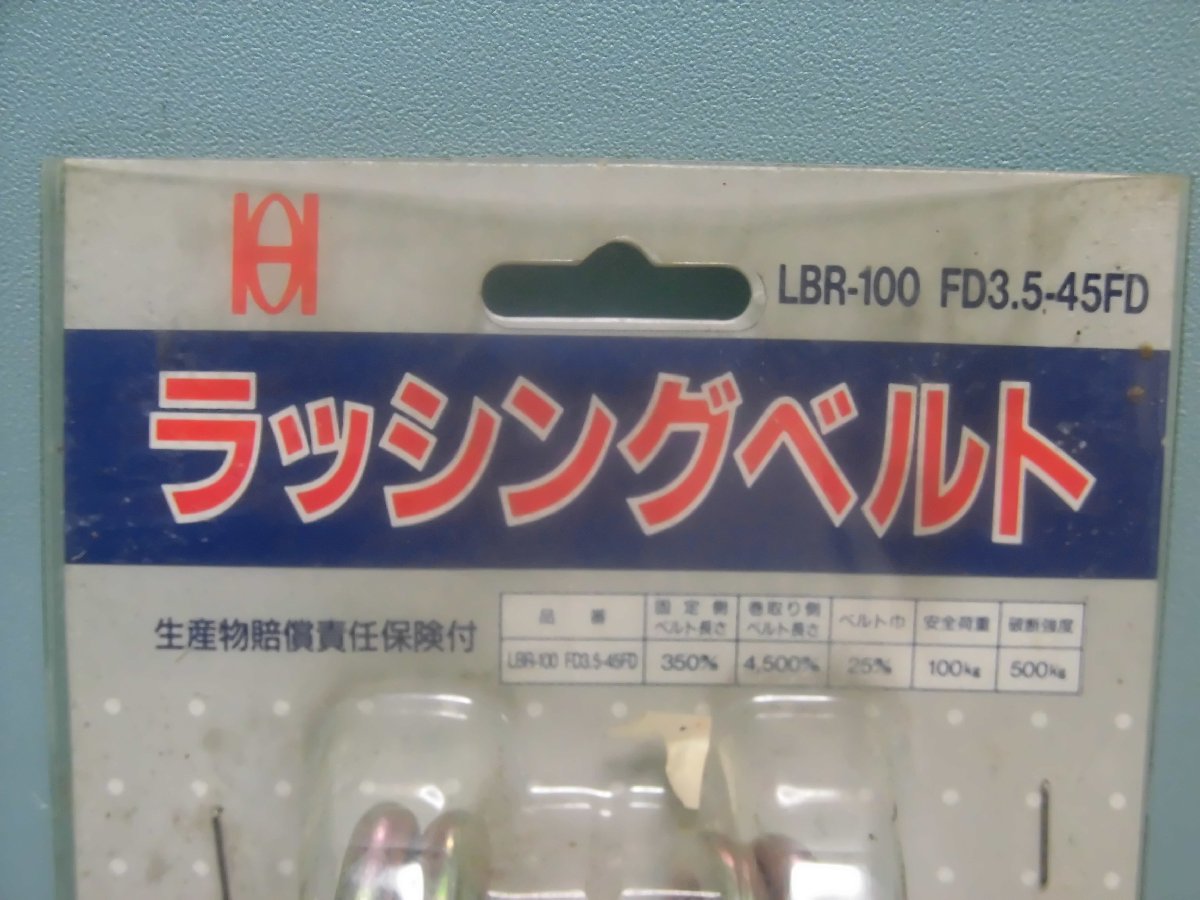 LBR-100 FD3.5-45FD
ラッシングベルト
生産物賠償責任保険付
品番 固定側ベルト長さ 巻取り側ベルト長さ ベルト巾 安全荷重 破断強度
LBR-100 FD3.5-45FD 350㎜ 4,500㎜ 25㎜ 100kg 500kg